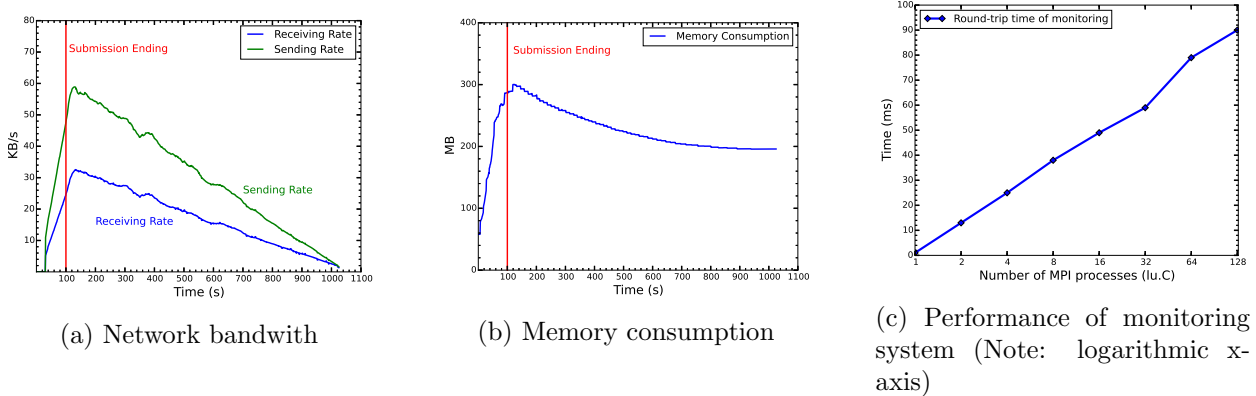 80
70
60
50
40
30
20
10
KB/s
Submission Ending
Receiving Rate
Sending Rate
Sending Rate
Receiving Rate
100 200 300 400 500 600 700 800 900 1000 1100
Time (s)
(a) Network bandwith
400
300
200
100
0
MB
Submission Ending
Memory Consumption
100 200 300 400 500 600 700 800 900 1000 1100
Time (s)
(b) Memory consumption
100
90
80
70
60
50
40
30
20
10
0
Time (ms)
Round-trip time of monitoring
1 2 4 8 16 32 64 128
Number of MPI processes (lu.C)
(c) Performance of monitoring
system (Note: logarithmic x-
axis)